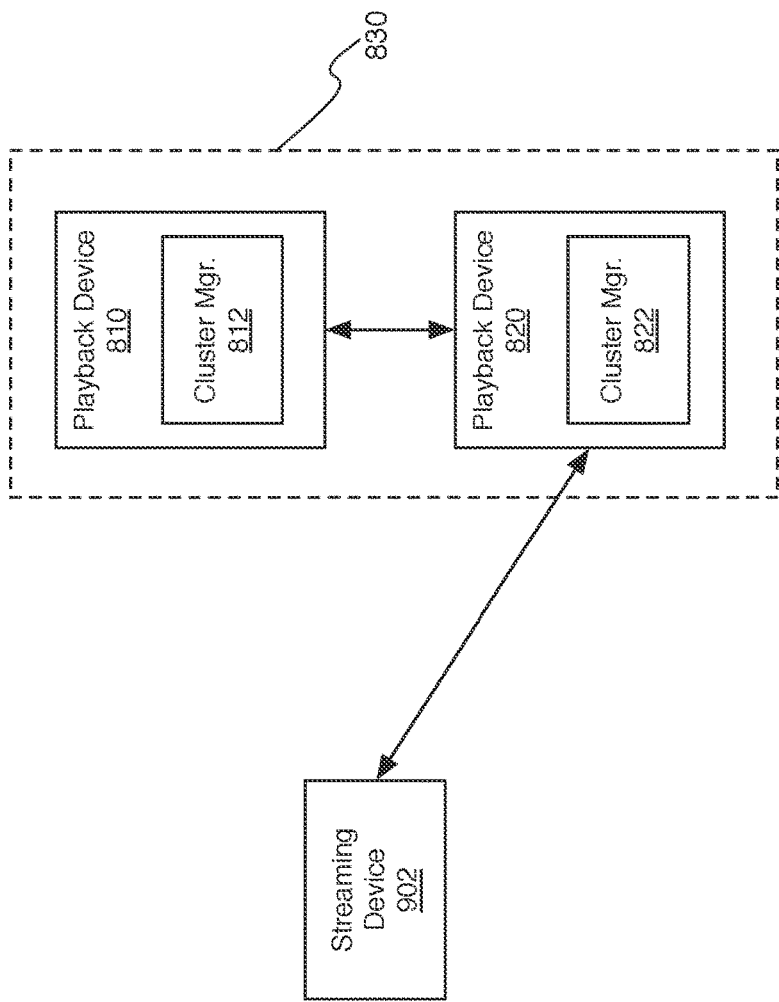 830
Playback Device
810
Cluster Mgr.
812
Playback Device
820
Cluster Mgr.
822
Streaming
Device
902